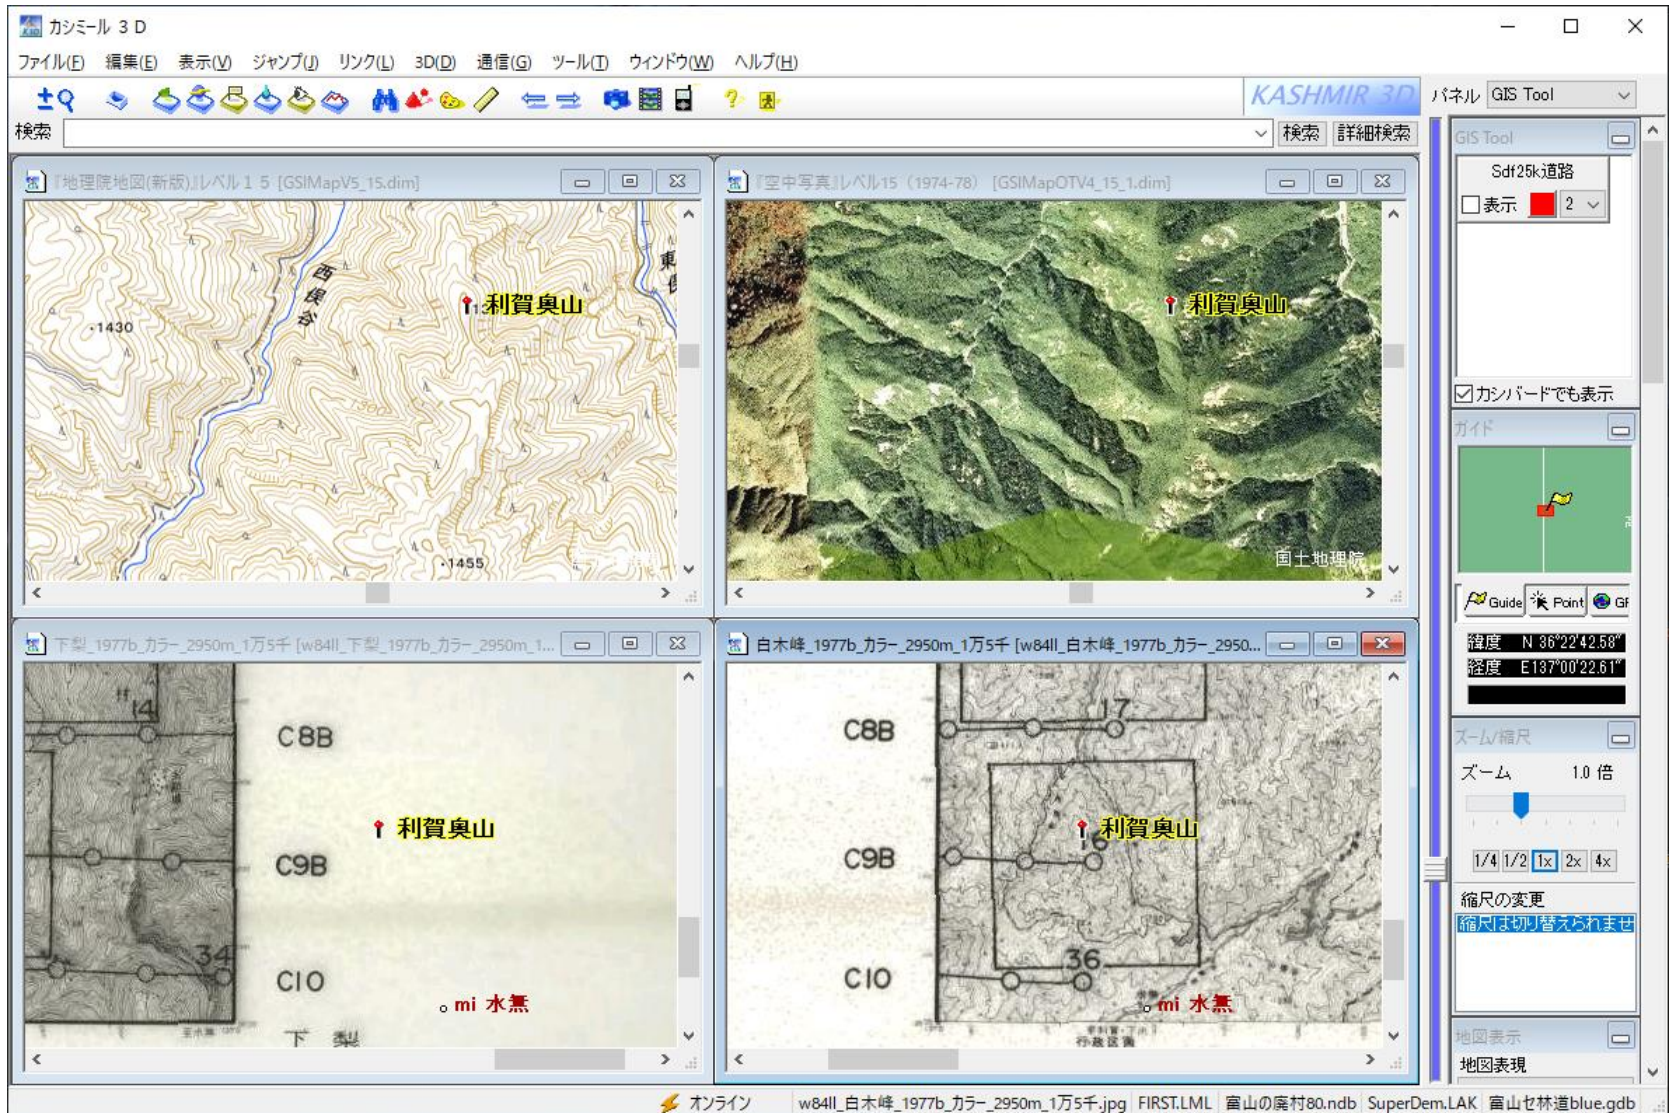 カシミール 3D
ファイル(F) 編集(E) 表示(V) ジャンプ(J) リンク(L) 3D(D) 通信(G) ツール(T) ウィンドウ(W) ヘルプ(H)
KASHMIR 3D
パネル GIS Tool
検索 検索 詳細検索
GIS Tool
Sdf25k道路
表示 2
カシバードでも表示
『地理院地図(新版)』レベル１５ [GSIMapV5_15.dim]
西俣谷
東
利賀奥山
・1430
1300
1250
・1455
『空中写真』レベル15（1974-78） [GSIMapOTV4_15_1.dim]
利賀奥山
国土地理院
ガイド
Guide Point GF
緯度 N 36°22'42.58"
経度 E137°00'22.61"
下梨_1977b_カラー_2950m_1万5千 [w84ll_下梨_1977b_カラー_2950m_1...
14
C8B
利賀奥山
C9B
34
C10
mi 水無
下 梨
白木峰_1977b_カラー_2950m_1万5千 [w84ll_白木峰_1977b_カラー_2950...
17
C8B
利賀奥山
16
C9B
36
C10
mi 水無
行政区画
ズーム/縮尺
ズーム 1.0 倍
1/4 1/2 1x 2x 4x
縮尺の変更
縮尺は切り替えられませ
地図表示
地図表現
オンライン w84ll_白木峰_1977b_カラー_2950m_1万5千.jpg FIRST.LML 富山の廃村80.ndb SuperDem.LAK 富山セ林道blue.gdb